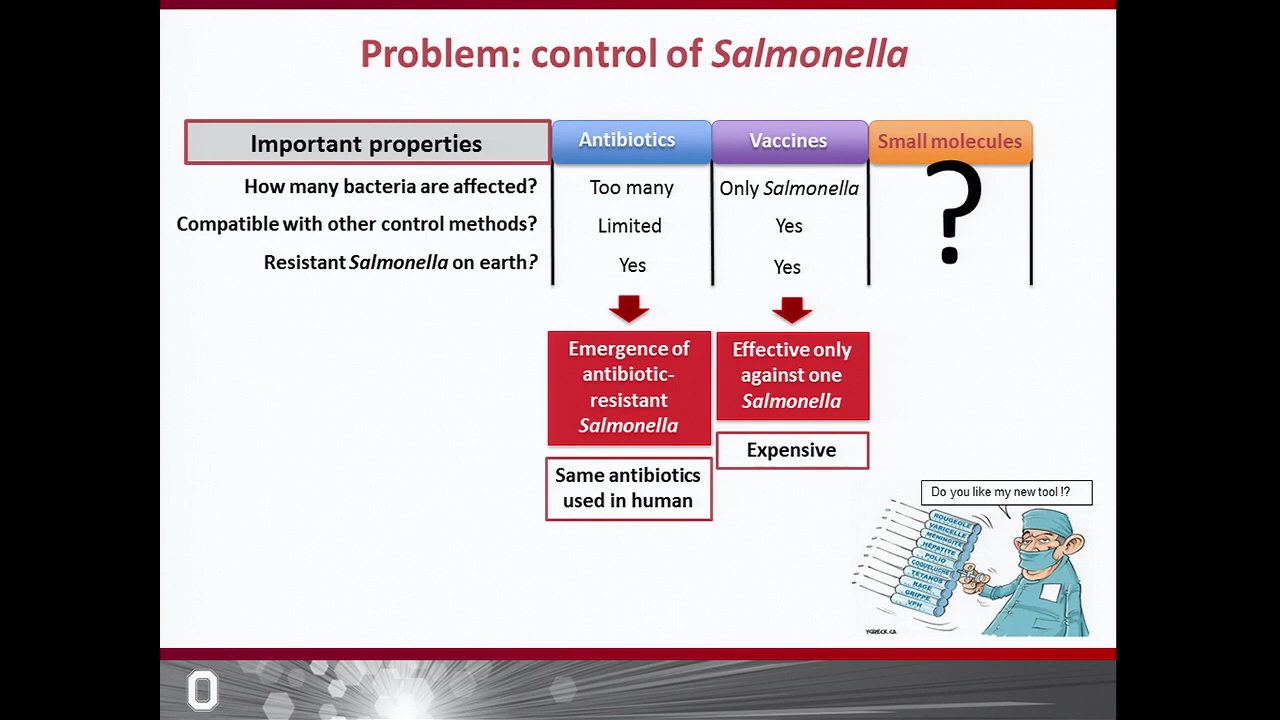 Problem: control of Salmonella
Important properties
Antibiotics
Vaccines
Small molecules
How many bacteria are affected?
Too many
Only Salmonella
?
Compatible with other control methods?
Limited
Yes
Resistant Salmonella on earth?
Yes
Yes
Emergence of
antibiotic-
resistant
Salmonella
Effective only
against one
Salmonella
Expensive
Same antibiotics
used in human
Do you like my new tool !?
ROUGEOLE
VARICELLE
MENINGITE
HEPATITE
POLIO
COQUELUCHE
TETANOS
RAGE
GRIPPE
VPH
YGRECK.CA
O